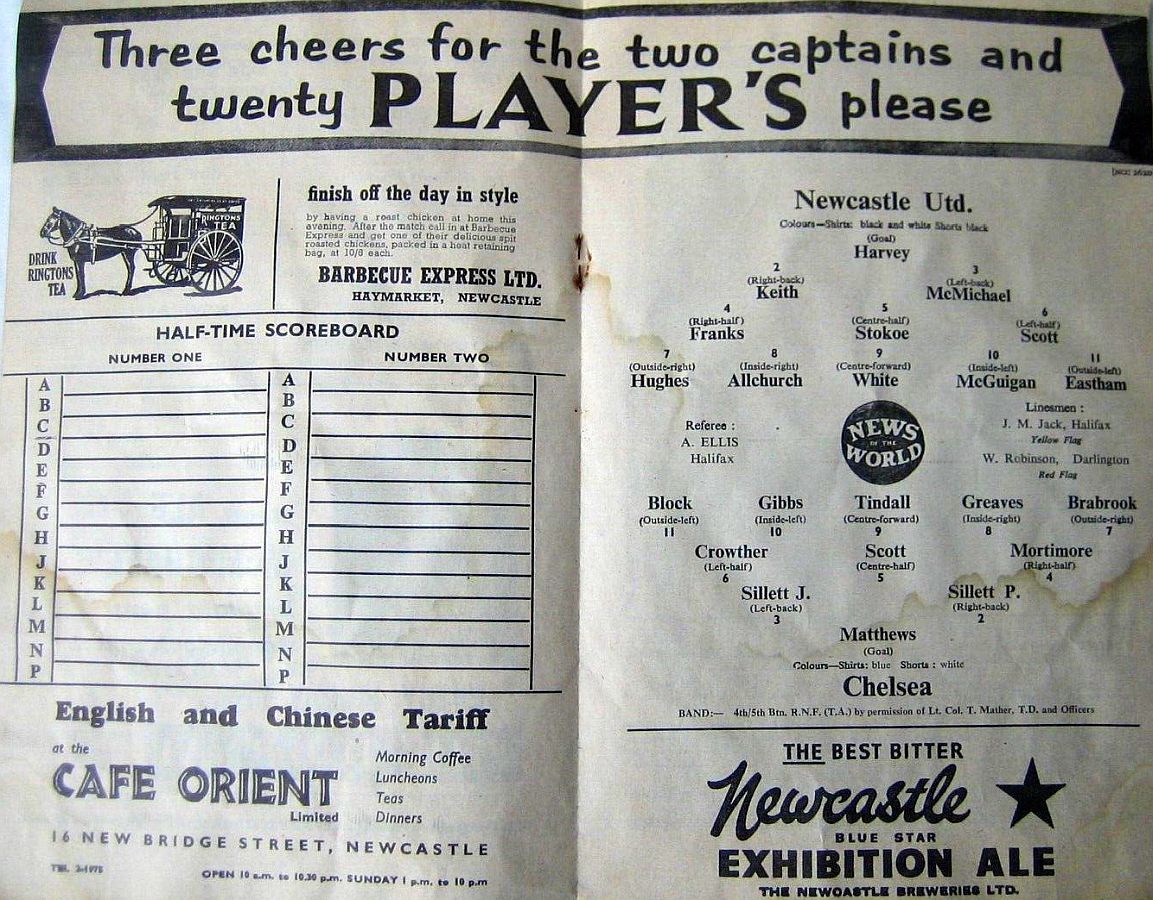 Three cheers for the two captains and
twenty PLAYER'S please
[NCC 262D
RINGTONS
TEA
DRINK
RINGTONS
TEA
finish off the day in style
by having a roast chicken at home this
evening. After the match call in at Barbecue
Express and get one of their delicious spit
roasted chickens, packed in a heat retaining
bag, at 10/6 each.
BARBECUE EXPRESS LTD.
HAYMARKET, NEWCASTLE
HALF-TIME SCOREBOARD
NUMBER ONE NUMBER TWO
A A
B B
C C
D D
E E
F F
G G
H H
J J
K K
L L
M M
N N
P P
English and Chinese Tariff
at the
CAFE ORIENT
Limited
Morning Coffee
Luncheons
Teas
Dinners
16 NEW BRIDGE STREET, NEWCASTLE
TEL.
OPEN 10 a.m. to 10.30 p.m. SUNDAY 1 p.m. to 10 p.m
Newcastle Utd.
Colours—Shirts: black and white Shorts black
(Goal)
Harvey
2 3
(Right-back) (Left-back)
Keith McMichael
4 5 6
(Right-half) (Centre-half) (Left-half)
Franks Stokoe Scott
7 8 9 10 11
(Outside-right) (Inside-right) (Centre-forward) (Inside-left) (Outside-left)
Hughes Allchurch White McGuigan Eastham
Referee :
A. ELLIS
Halifax
NEWS
OF THE
WORLD
Linesmen :
J. M. Jack, Halifax
Yellow Flag
W. Robinson, Darlington
Red Flag
Block Gibbs Tindall Greaves Brabrook
(Outside-left) (Inside-left) (Centre-forward) (Inside-right) (Outside-right)
11 10 9 8 7
Crowther Scott Mortimore
(Left-half) (Centre-half) (Right-half)
6 5 4
Sillett J. Sillett P.
(Left-back) (Right-back)
3 2
Matthews
(Goal)
Colours—Shirts: blue Shorts : white
Chelsea
BAND:— 4th/5th Btn. R.N.F. (T.A.) by permission of Lt. Col. T. Mather, T.D. and Officers
THE BEST BITTER
Newcastle
BLUE STAR
EXHIBITION ALE
THE NEWCASTLE BREWERIES LTD.